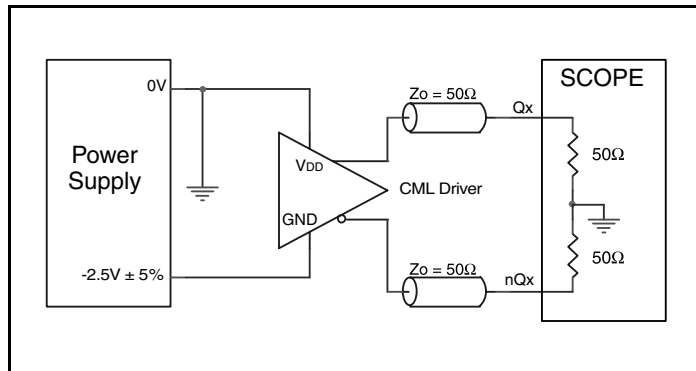 0V
Power
Supply
-2.5V ± 5%
VDD
GND
CML Driver
Zo = 50Ω
Qx
Zo = 50Ω
nQx
SCOPE
50Ω
50Ω